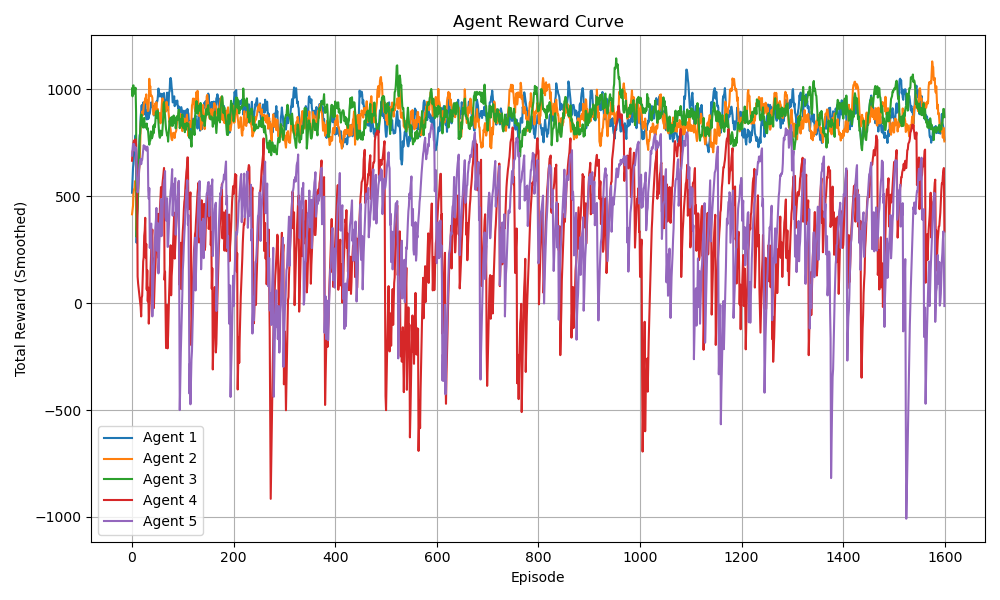 Agent Reward Curve
Total Reward (Smoothed)
1000
500
0
−500
−1000
Agent 1
Agent 2
Agent 3
Agent 4
Agent 5
0 200 400 600 800 1000 1200 1400 1600
Episode